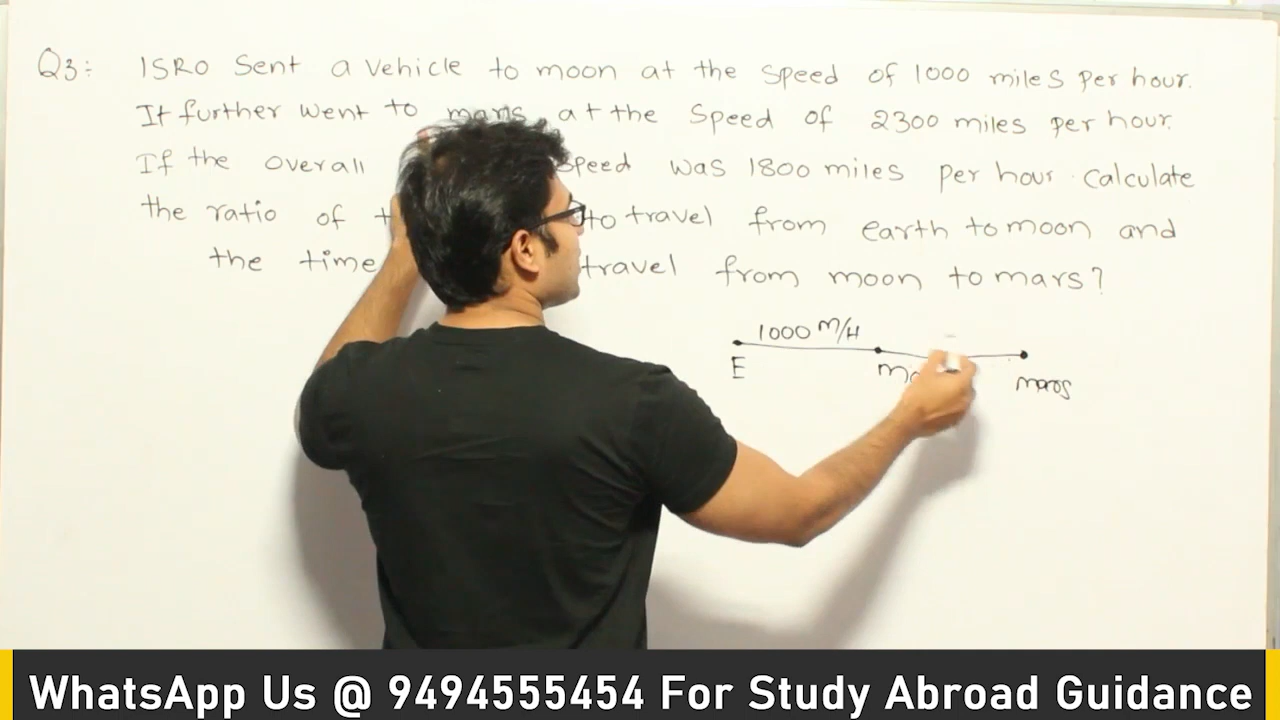 Q3: ISRO Sent a vehicle to moon at the speed of 1000 miles per hour.
It further went to mars at the speed of 2300 miles per hour.
If the overall speed was 1800 miles per hour. Calculate
the ratio of to travel from earth to moon and
the time travel from moon to mars?
1000 M/H
E
mars
WhatsApp Us @ 9494555454 For Study Abroad Guidance